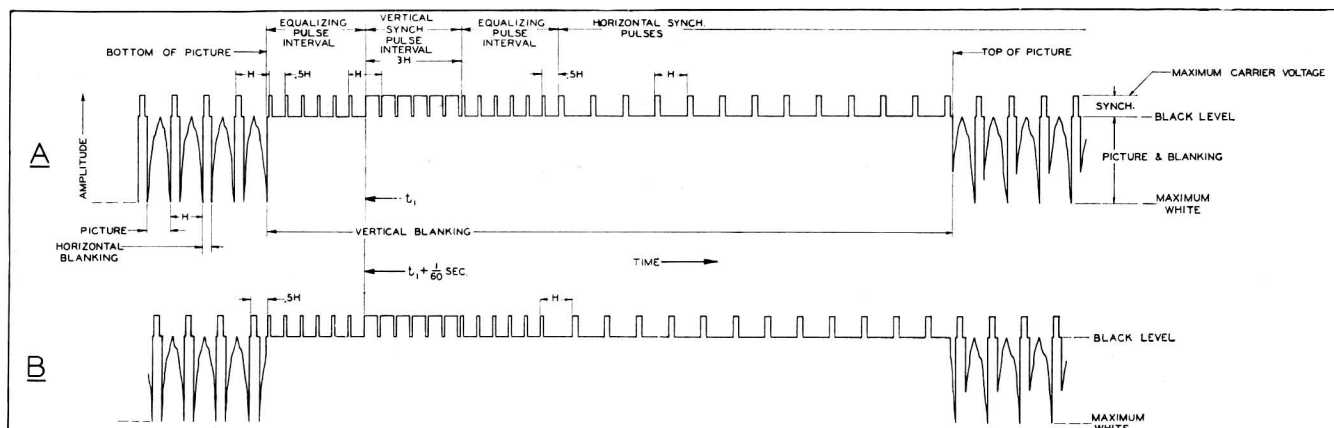 EQUALIZING
PULSE
INTERVAL
VERTICAL
SYNCH
PULSE
INTERVAL
3H
EQUALIZING
PULSE
INTERVAL
HORIZONTAL SYNCH.
PULSES
BOTTOM OF PICTURE
TOP OF PICTURE
H
.5H
H
.5H
H
MAXIMUM CARRIER VOLTAGE
SYNCH.
BLACK LEVEL
A
AMPLITUDE
PICTURE & BLANKING
t₁
MAXIMUM
WHITE
H
PICTURE
VERTICAL BLANKING
HORIZONTAL
BLANKING
TIME
t₁ + 1/60 SEC.
.5H
H
BLACK LEVEL
B
MAXIMUM
WHITE